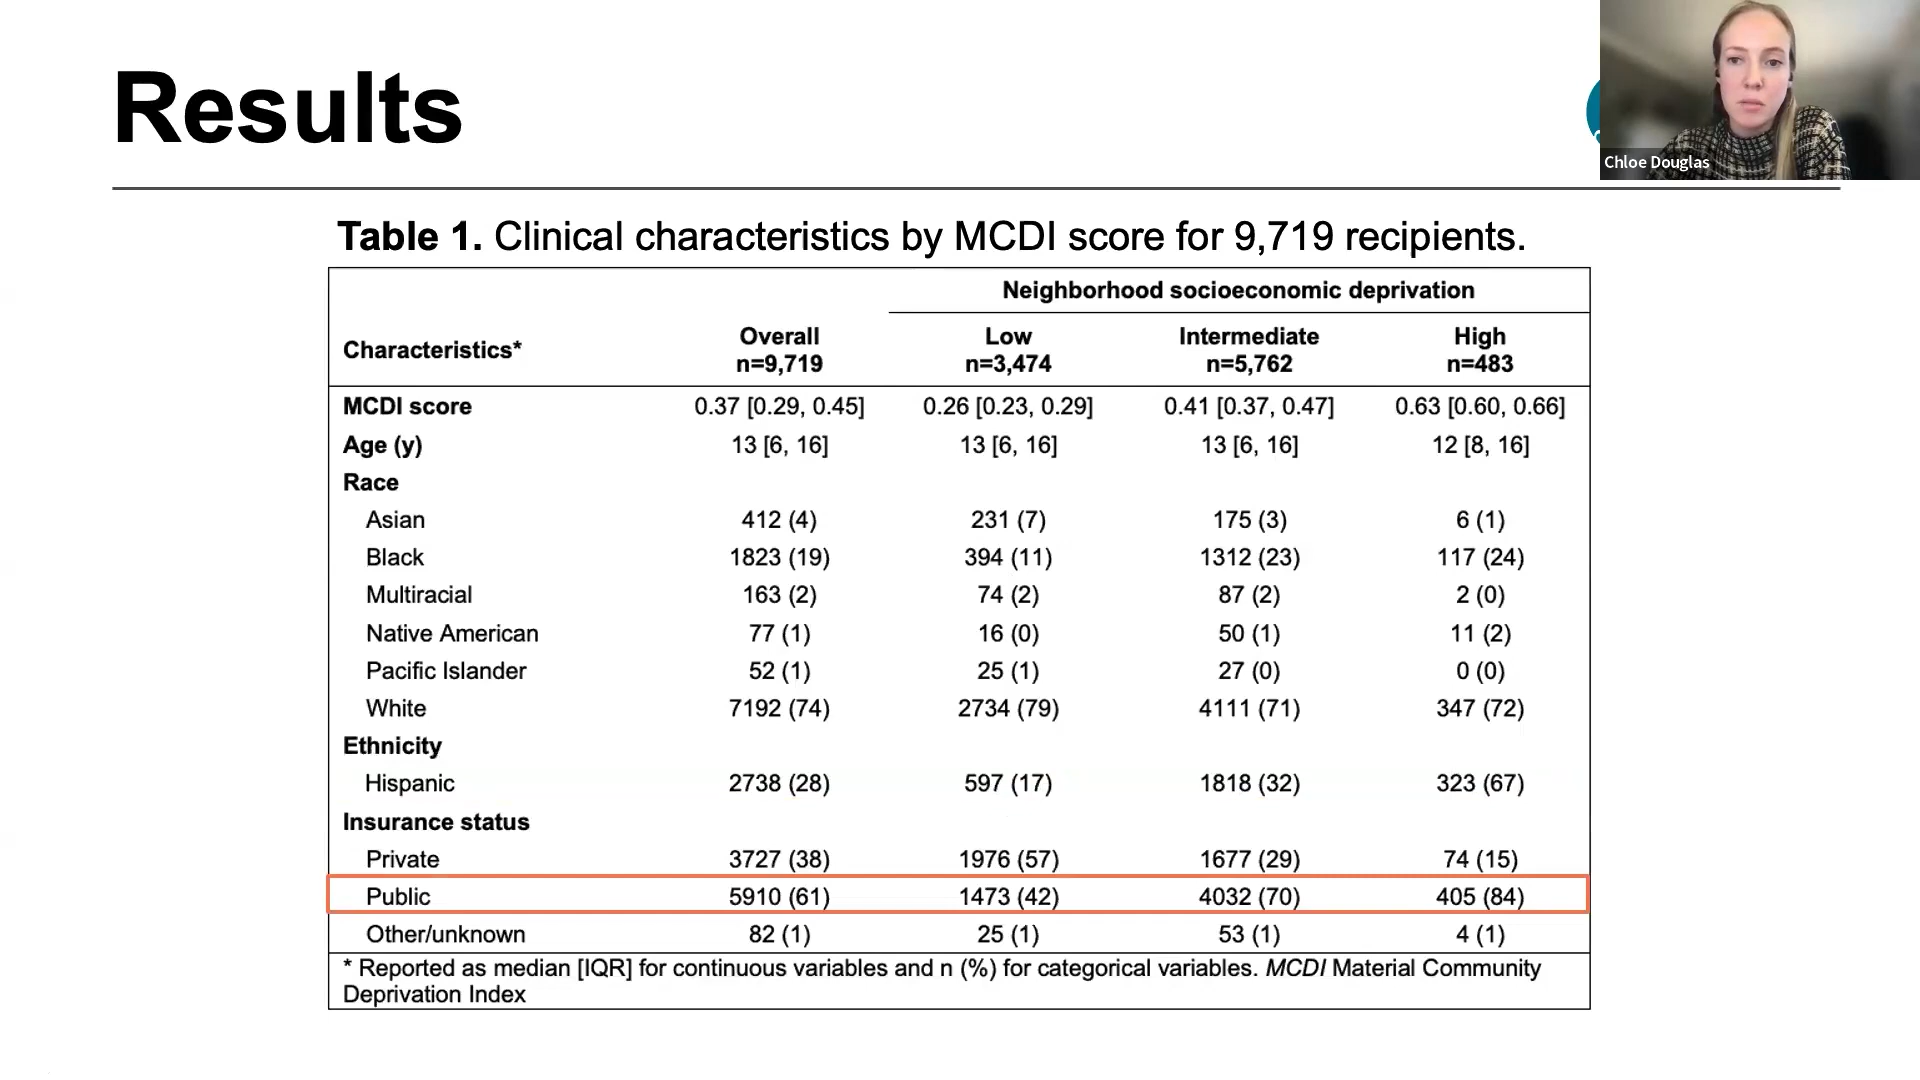 Results
Chloe Douglas
Table 1. Clinical characteristics by MCDI score for 9,719 recipients.
Neighborhood socioeconomic deprivation
Characteristics* Overall n=9,719 Low n=3,474 Intermediate n=5,762 High n=483
MCDI score 0.37 [0.29, 0.45] 0.26 [0.23, 0.29] 0.41 [0.37, 0.47] 0.63 [0.60, 0.66]
Age (y) 13 [6, 16] 13 [6, 16] 13 [6, 16] 12 [8, 16]
Race
Asian 412 (4) 231 (7) 175 (3) 6 (1)
Black 1823 (19) 394 (11) 1312 (23) 117 (24)
Multiracial 163 (2) 74 (2) 87 (2) 2 (0)
Native American 77 (1) 16 (0) 50 (1) 11 (2)
Pacific Islander 52 (1) 25 (1) 27 (0) 0 (0)
White 7192 (74) 2734 (79) 4111 (71) 347 (72)
Ethnicity
Hispanic 2738 (28) 597 (17) 1818 (32) 323 (67)
Insurance status
Private 3727 (38) 1976 (57) 1677 (29) 74 (15)
Public 5910 (61) 1473 (42) 4032 (70) 405 (84)
Other/unknown 82 (1) 25 (1) 53 (1) 4 (1)
* Reported as median [IQR] for continuous variables and n (%) for categorical variables. MCDI Material Community
Deprivation Index